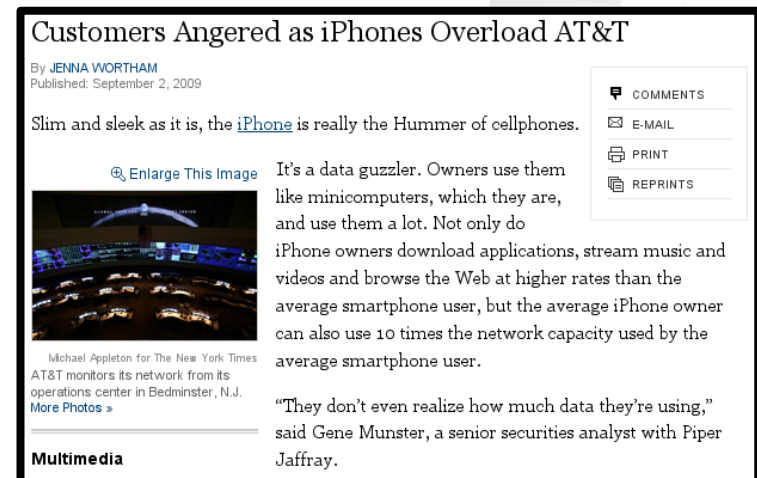 Customers Angered as iPhones Overload AT&T
By JENNA WORTHAM
Published: September 2, 2009
COMMENTS
E-MAIL
PRINT
REPRINTS
Slim and sleek as it is, the iPhone is really the Hummer of cellphones.
Enlarge This Image
Michael Appleton for The New York Times
AT&T monitors its network from its
operations center in Bedminster, N.J.
More Photos »
Multimedia
It's a data guzzler. Owners use them
like minicomputers, which they are,
and use them a lot. Not only do
iPhone owners download applications, stream music and
videos and browse the Web at higher rates than the
average smartphone user, but the average iPhone owner
can also use 10 times the network capacity used by the
average smartphone user.
“They don't even realize how much data they're using,”
said Gene Munster, a senior securities analyst with Piper
Jaffray.